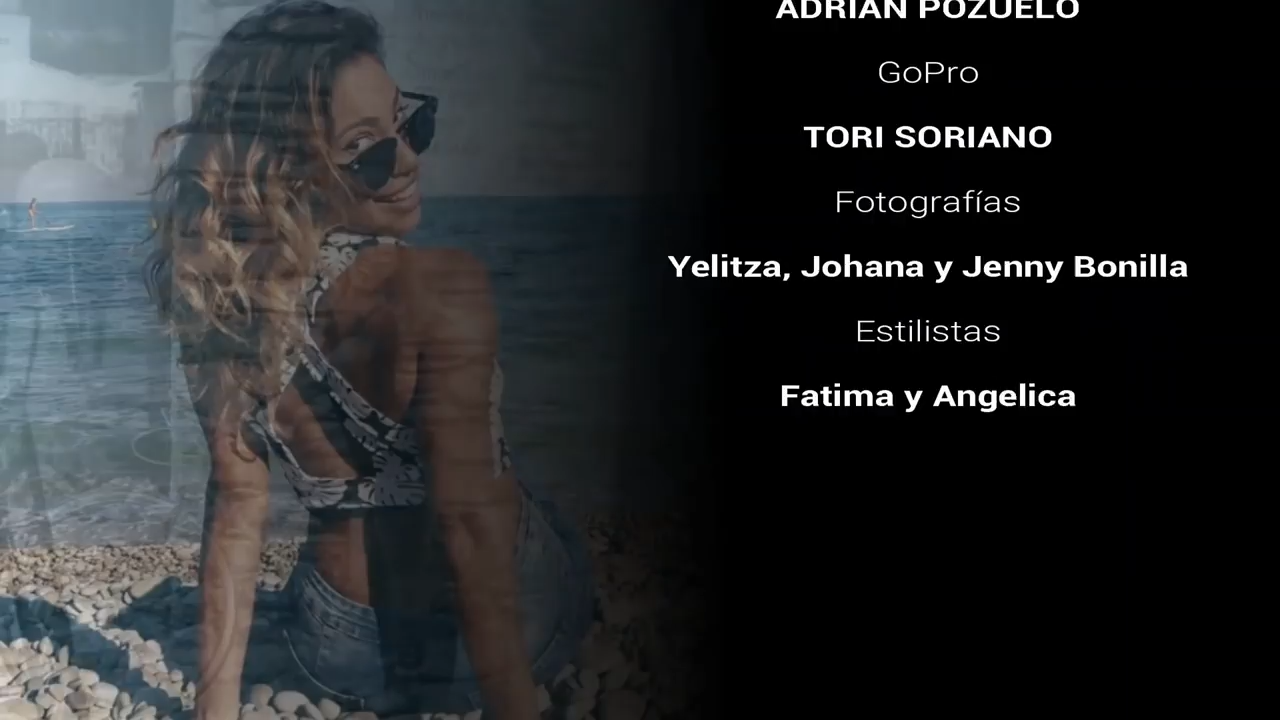 ADRIAN POZUELO
GoPro
TORI SORIANO
Fotografías
Yelitza, Johana y Jenny Bonilla
Estilistas
Fatima y Angelica